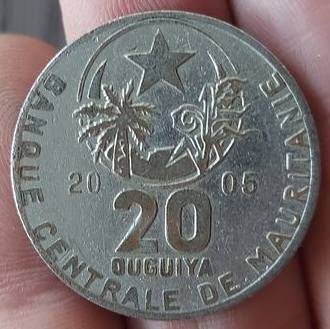 BANQUE CENTRALE DE MAURITANIE
20 05
20
OUGUIYA